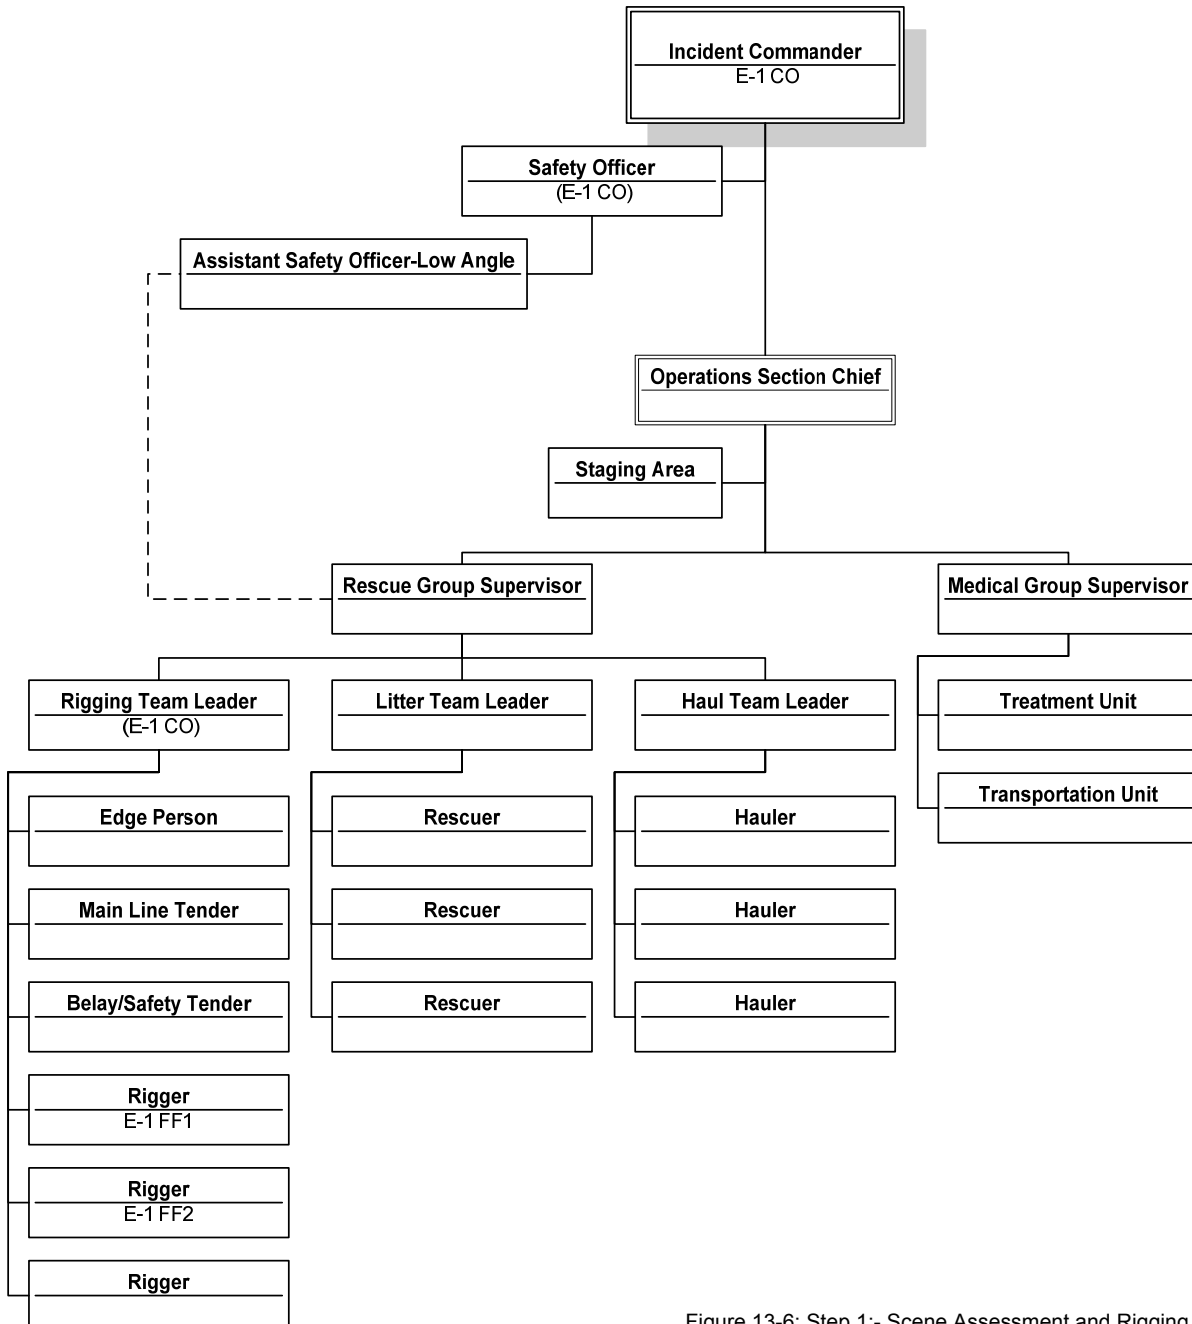 Incident Commander
E-1 CO
Safety Officer
(E-1 CO)
Assistant Safety Officer-Low Angle
Operations Section Chief
Staging Area
Rescue Group Supervisor
Medical Group Supervisor
Rigging Team Leader
(E-1 CO)
Litter Team Leader
Haul Team Leader
Treatment Unit
Transportation Unit
Edge Person
Rescuer
Hauler
Main Line Tender
Rescuer
Hauler
Belay/Safety Tender
Rescuer
Hauler
Rigger
E-1 FF1
Rigger
E-1 FF2
Rigger
Figure 13-6: Step 1:- Scene Assessment and Rigging